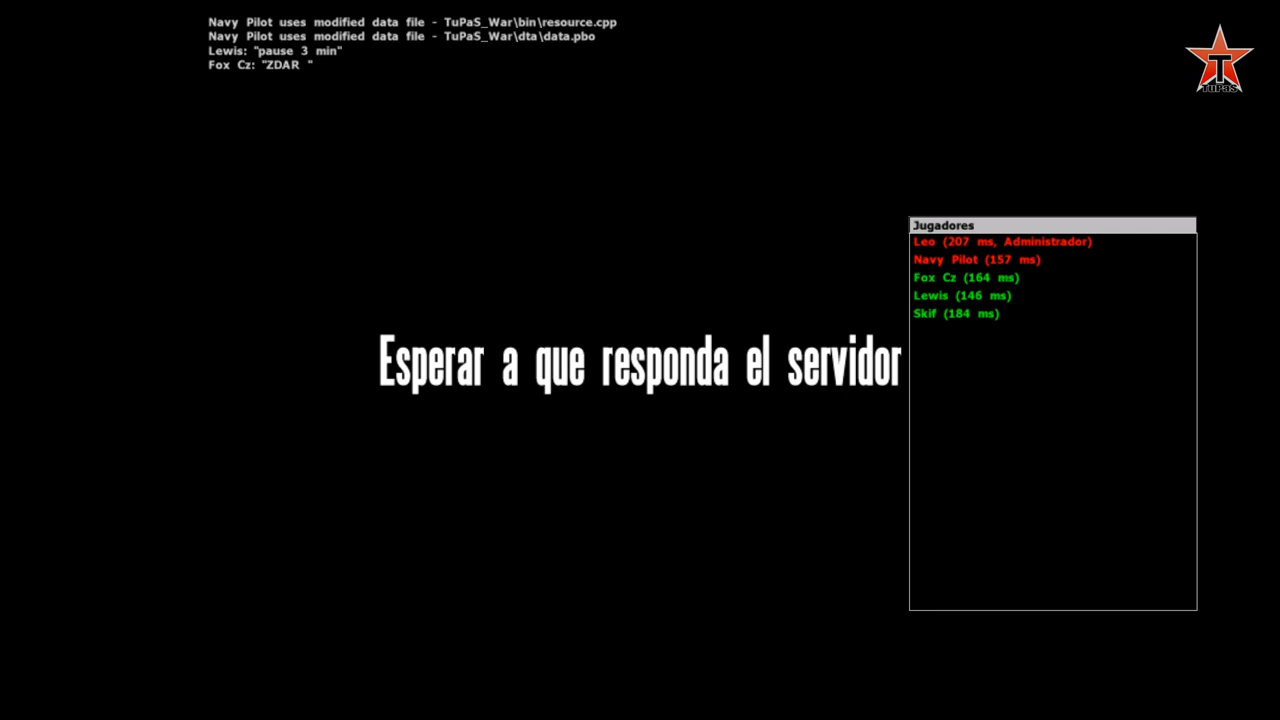 Navy Pilot uses modified data file - TuPaS_War\bin\resource.cpp
Navy Pilot uses modified data file - TuPaS_War\dta\data.pbo
Lewis: "pause 3 min"
Fox Cz: "ZDAR "
T
TuPaS
Jugadores
Leo (207 ms, Administrador)
Navy Pilot (157 ms)
Fox Cz (164 ms)
Lewis (146 ms)
Skif (184 ms)
Esperar a que responda el servidor